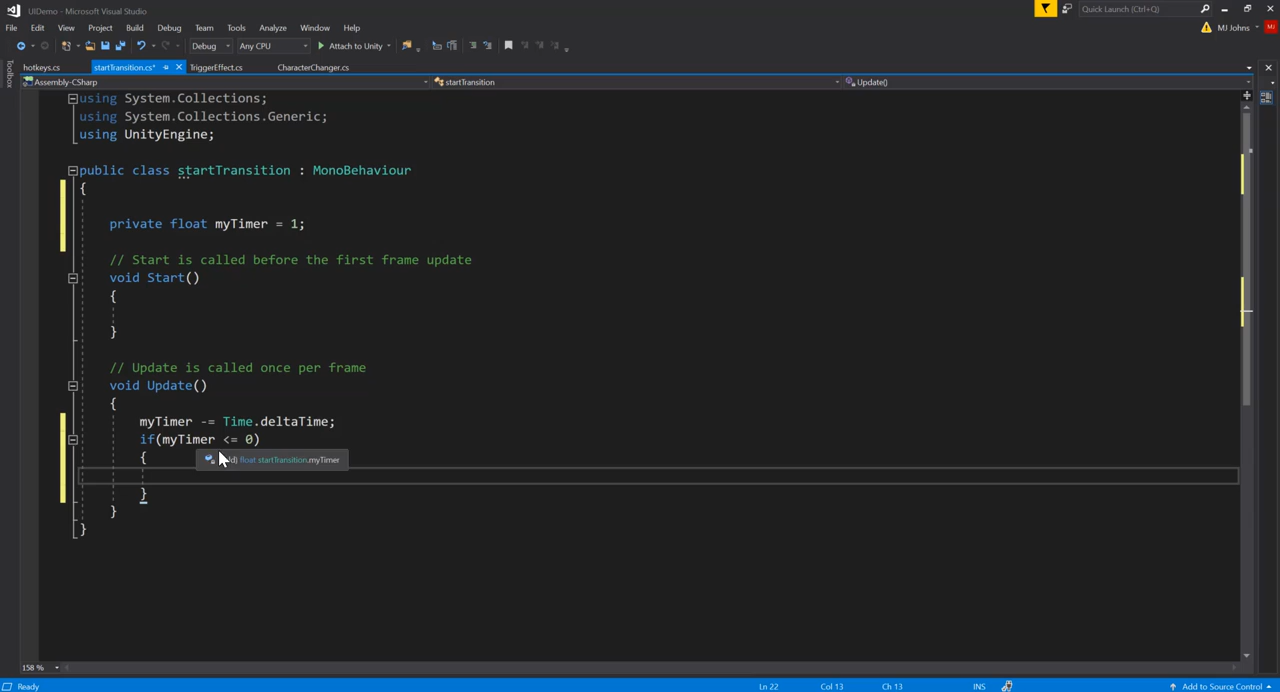 UIDemo - Microsoft Visual Studio
Quick Launch (Ctrl+Q)
File Edit View Project Build Debug Team Tools Analyze Window Help
MJ Johns
MJ
Debug Any CPU Attach to Unity
hotkeys.cs startTransition.cs* TriggerEffect.cs CharacterChanger.cs
Toolbox
Assembly-CSharp startTransition Update()
using System.Collections;
using System.Collections.Generic;
using UnityEngine;
public class startTransition : MonoBehaviour
{
private float myTimer = 1;
// Start is called before the first frame update
void Start()
{
}
// Update is called once per frame
void Update()
{
myTimer -= Time.deltaTime;
if(myTimer <= 0)
{
float startTransition.myTimer
}
}
}
158 %
Ready Ln 22 Col 13 Ch 13 INS Add to Source Control